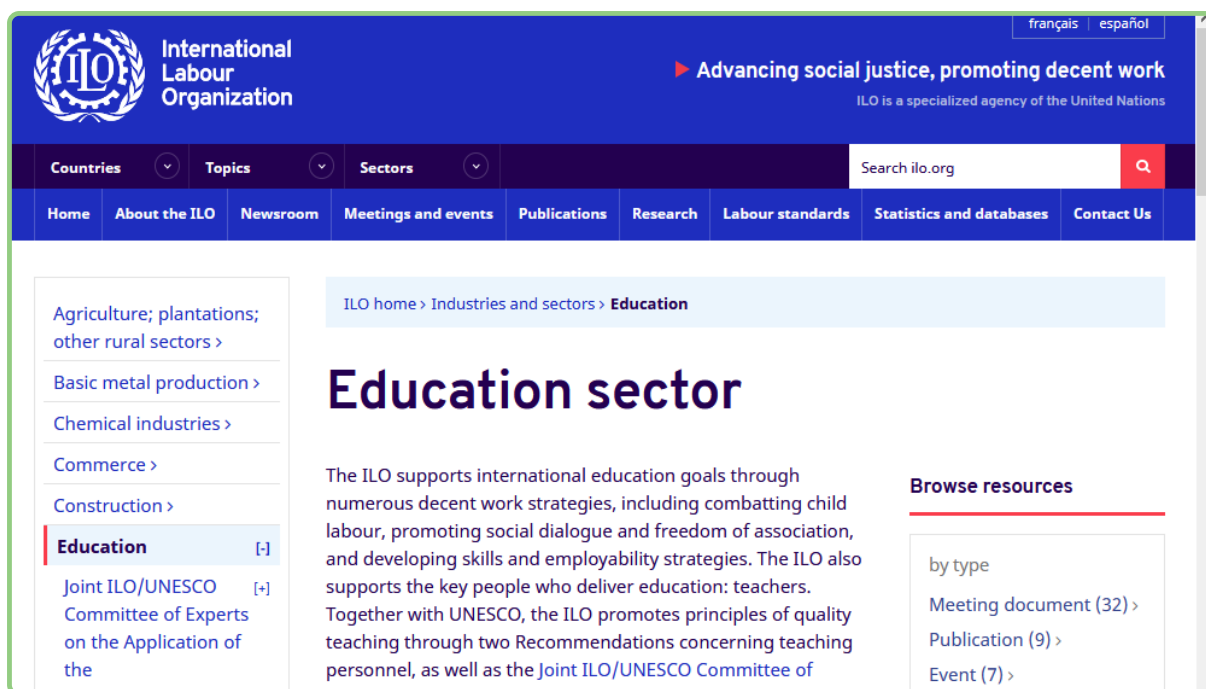 français | español
ILO
International
Labour
Organization
Advancing social justice, promoting decent work
ILO is a specialized agency of the United Nations
Countries Topics Sectors Search ilo.org
Home About the ILO Newsroom Meetings and events Publications Research Labour standards Statistics and databases Contact Us
Agriculture; plantations;
other rural sectors >
Basic metal production >
Chemical industries >
Commerce >
Construction >
Education [-]
Joint ILO/UNESCO [+]
Committee of Experts
on the Application of
the
ILO home > Industries and sectors > Education
Education sector
The ILO supports international education goals through
numerous decent work strategies, including combatting child
labour, promoting social dialogue and freedom of association,
and developing skills and employability strategies. The ILO also
supports the key people who deliver education: teachers.
Together with UNESCO, the ILO promotes principles of quality
teaching through two Recommendations concerning teaching
personnel, as well as the Joint ILO/UNESCO Committee of
Browse resources
by type
Meeting document (32) >
Publication (9) >
Event (7) >